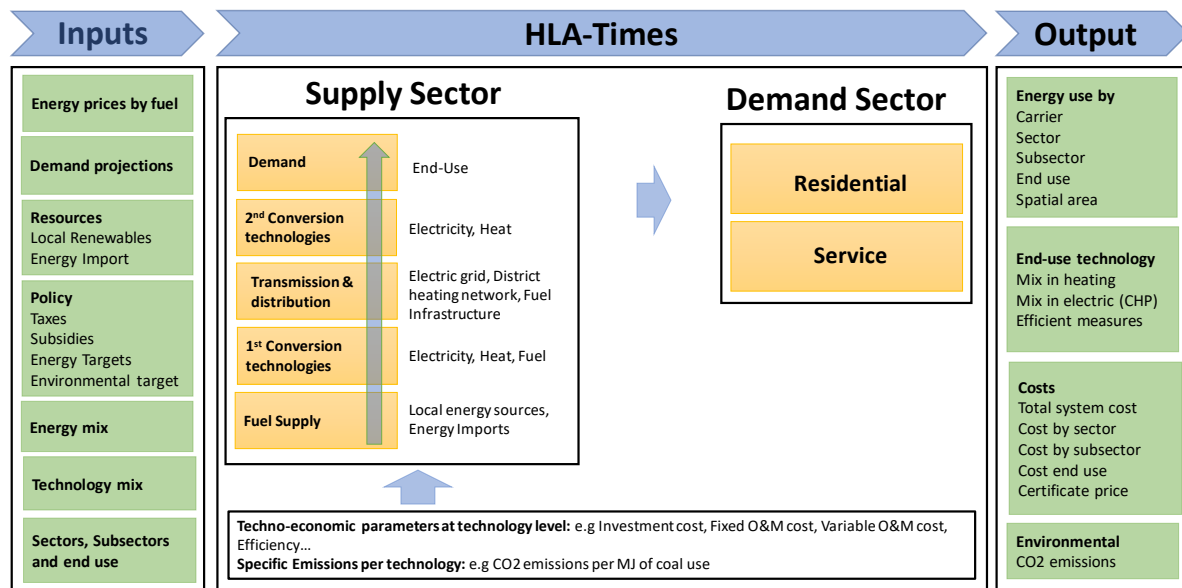 Inputs
HLA-Times
Output
Energy prices by fuel
Demand projections
Resources
Local Renewables
Energy Import
Policy
Taxes
Subsidies
Energy Targets
Environmental target
Energy mix
Technology mix
Sectors, Subsectors
and end use
Supply Sector
Demand
End-Use
2nd Conversion
technologies
Electricity, Heat
Transmission &
distribution
Electric grid, District
heating network, Fuel
Infrastructure
1st Conversion
technologies
Electricity, Heat, Fuel
Fuel Supply
Local energy sources,
Energy Imports
Demand Sector
Residential
Service
Techno-economic parameters at technology level: e.g Investment cost, Fixed O&M cost, Variable O&M cost,
Efficiency…
Specific Emissions per technology: e.g CO2 emissions per MJ of coal use
Energy use by
Carrier
Sector
Subsector
End use
Spatial area
End-use technology
Mix in heating
Mix in electric (CHP)
Efficient measures
Costs
Total system cost
Cost by sector
Cost by subsector
Cost end use
Certificate price
Environmental
CO2 emissions